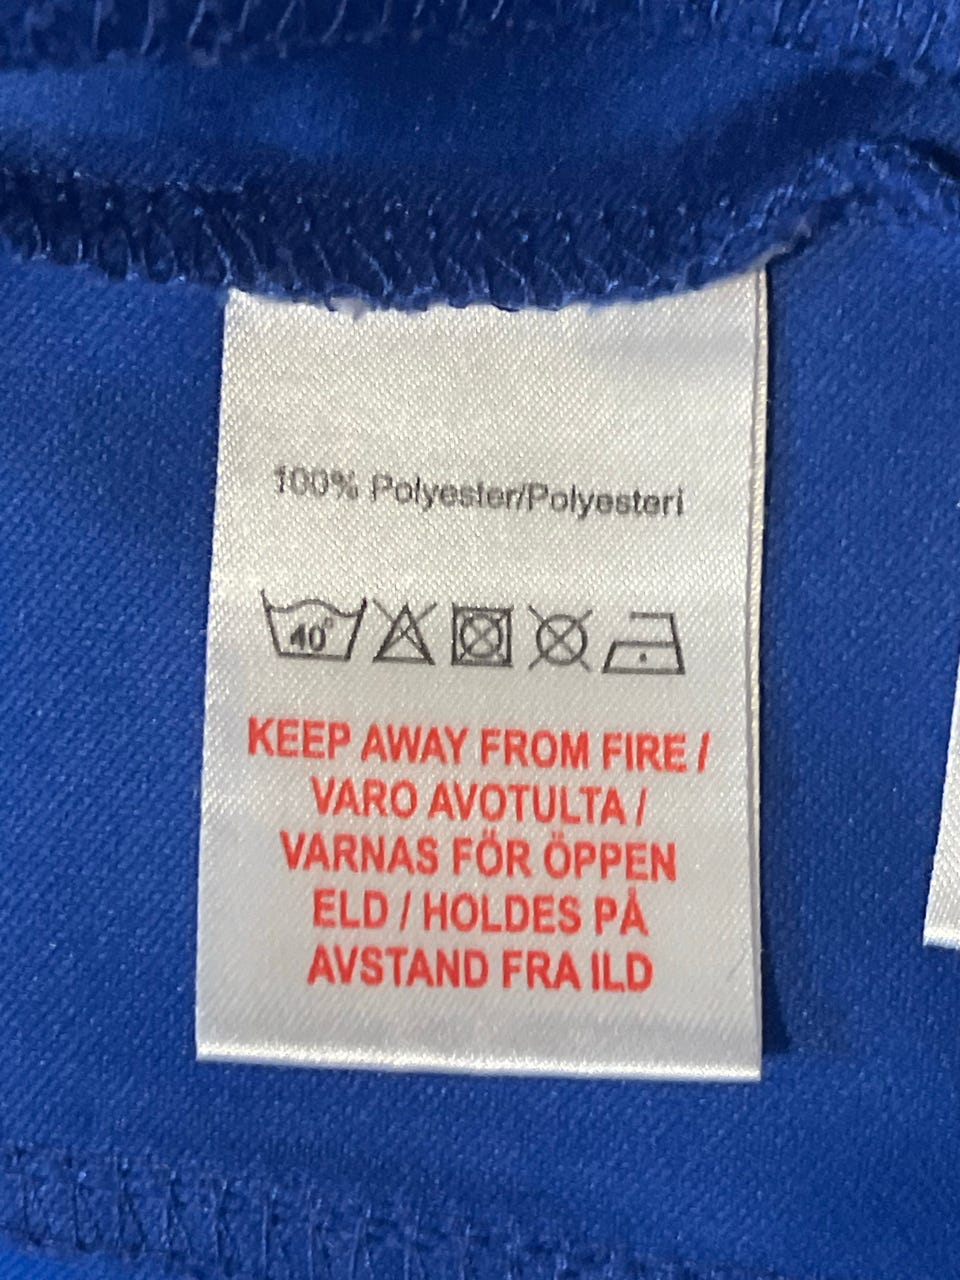 100% Polyester/Polyesteri
40°
KEEP AWAY FROM FIRE /
VARO AVOTULTA /
VARNAS FÖR ÖPPEN
ELD / HOLDES PÅ
AVSTAND FRA ILD